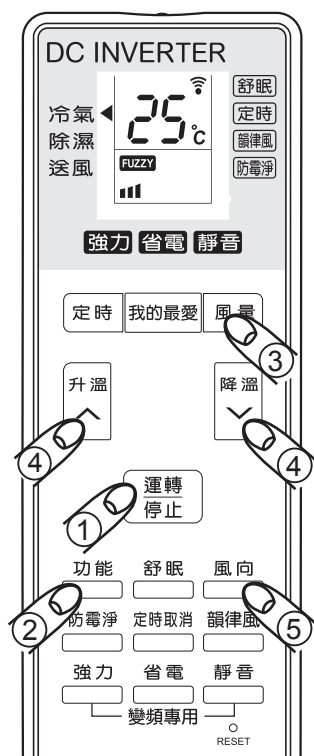 DC INVERTER
冷氣
除濕
送風
25℃
FUZZY
舒眠
定時
韻律風
防霉淨
強力 省電 靜音
定時 我的最愛 風量
③
升溫 降溫
④ ④
運轉
停止
①
功能 舒眠 風向
② ⑤
防霉淨 定時取消 韻律風
強力 省電 靜音
變頻專用
RESET